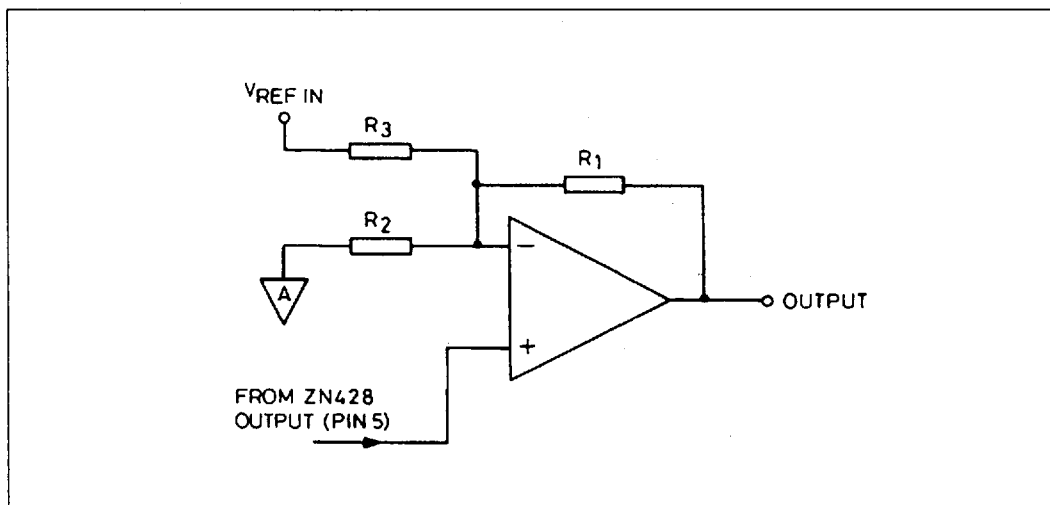 VREF IN
R3
R1
R2
A
−
+
OUTPUT
FROM ZN428
OUTPUT (PIN 5)